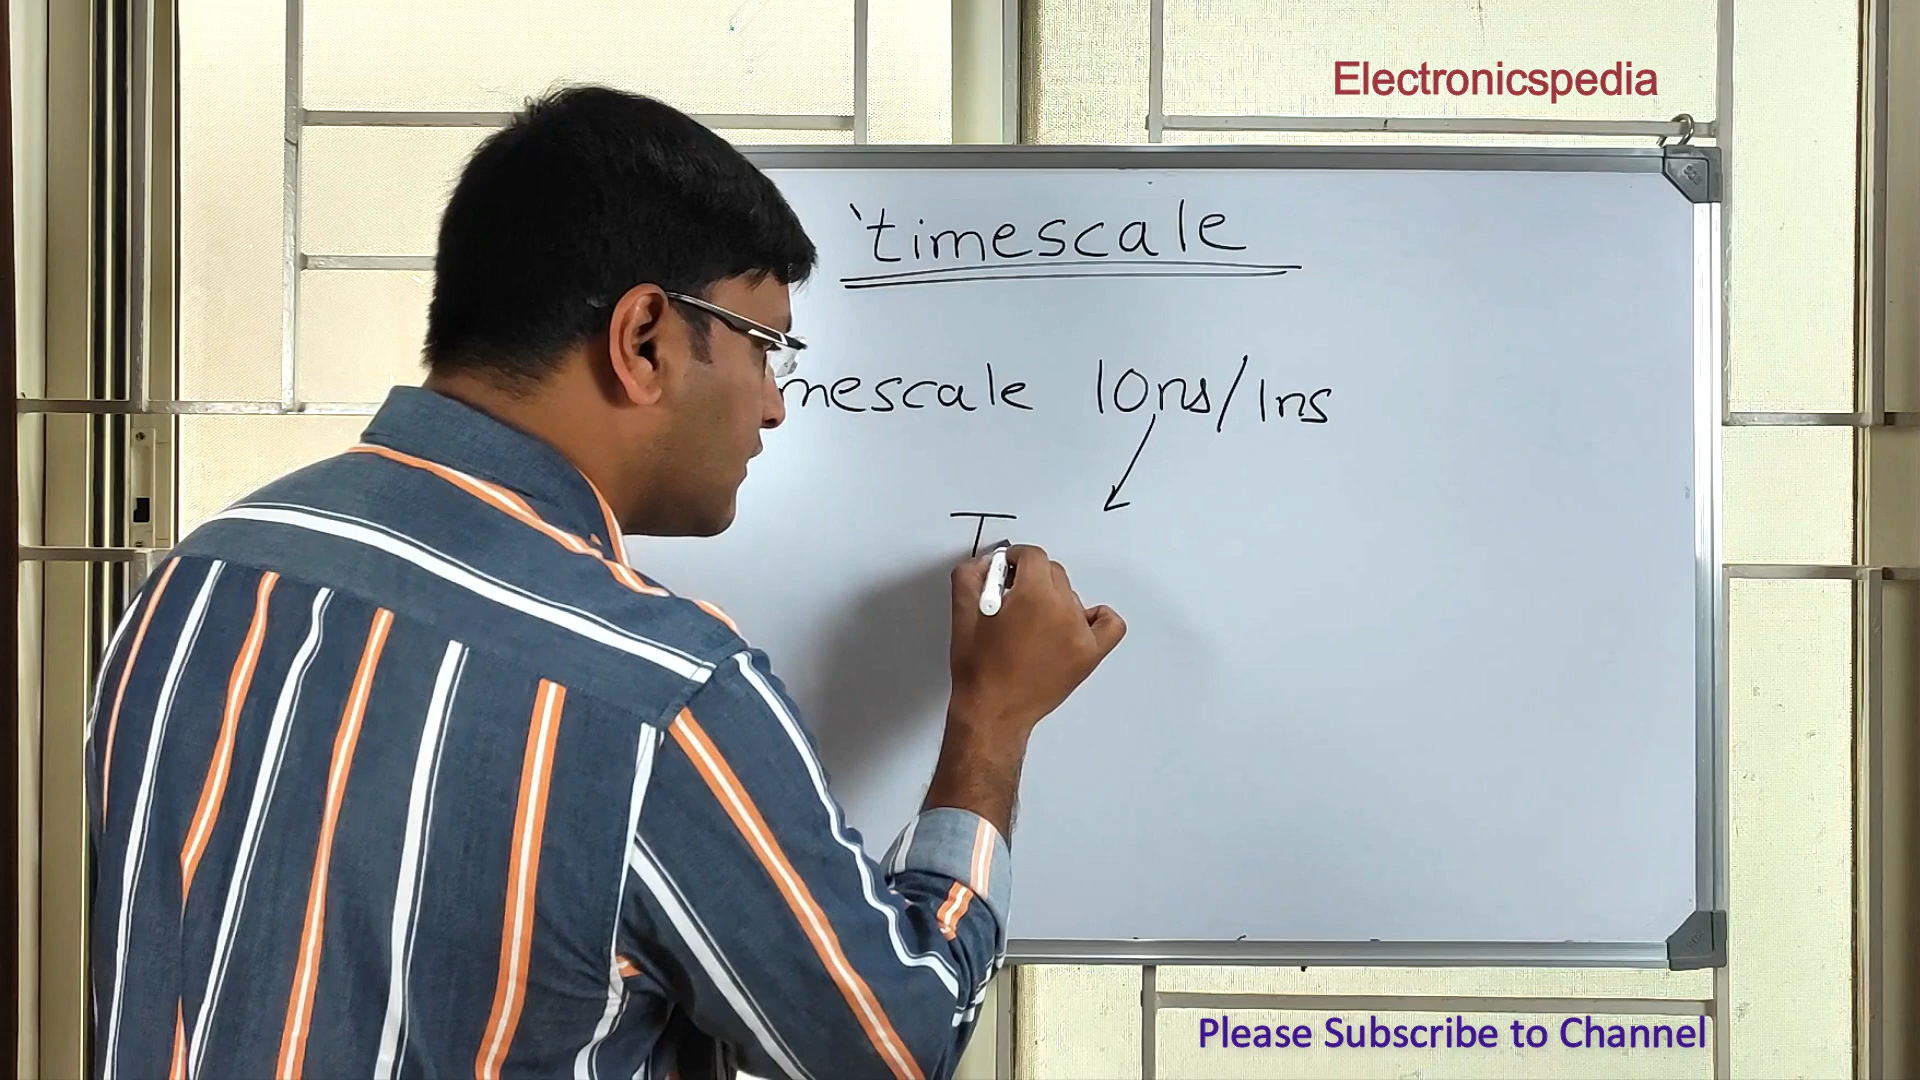 Electronicspedia
`timescale
mescale 10ns/1ns
T
Please Subscribe to Channel